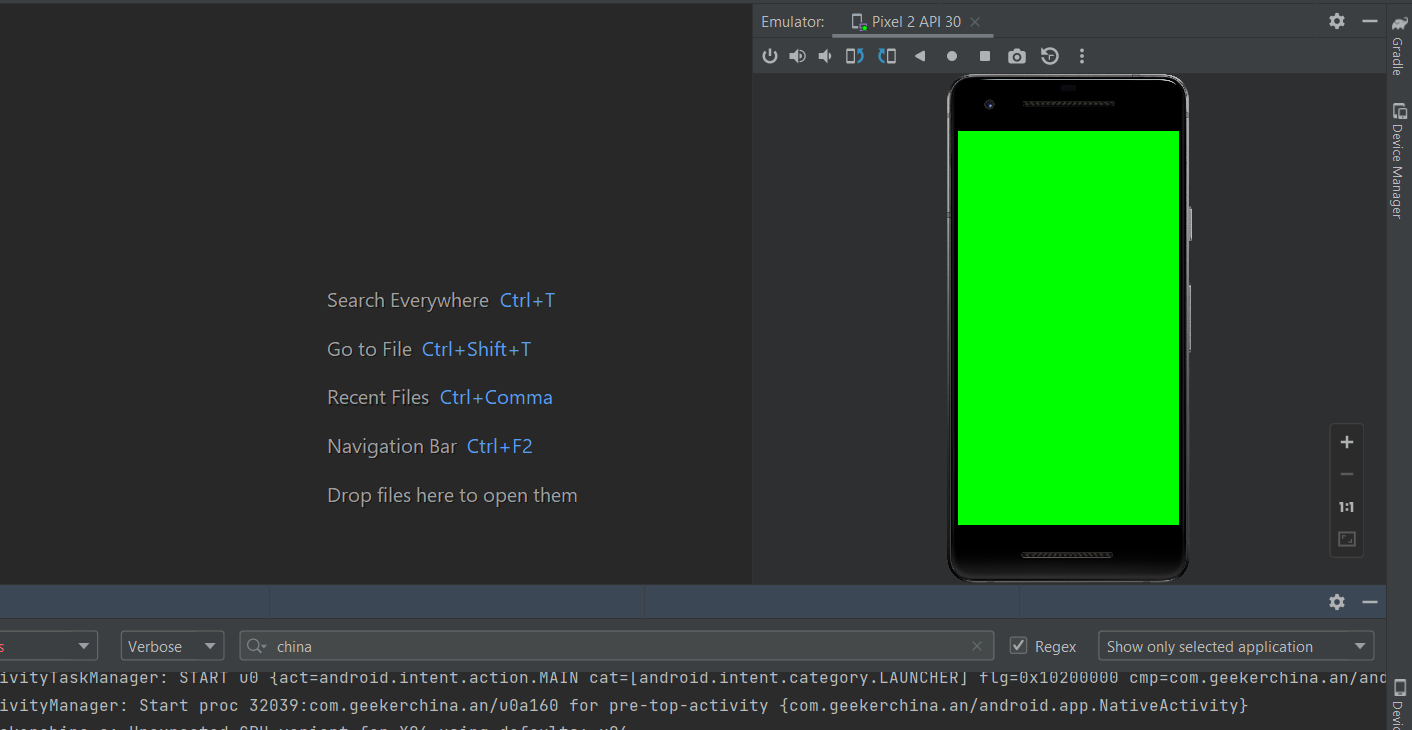 Emulator: Pixel 2 API 30
Gradle
Device Manager
Search Everywhere Ctrl+T
Go to File Ctrl+Shift+T
Recent Files Ctrl+Comma
Navigation Bar Ctrl+F2
Drop files here to open them
1:1
s Verbose china Regex Show only selected application
ivityTaskManager: START u0 {act=android.intent.action.MAIN cat=[android.intent.category.LAUNCHER] flg=0x10200000 cmp=com.geekerchina.an/and
ivityManager: Start proc 32039:com.geekerchina.an/u0a160 for pre-top-activity {com.geekerchina.an/android.app.NativeActivity}
Devic